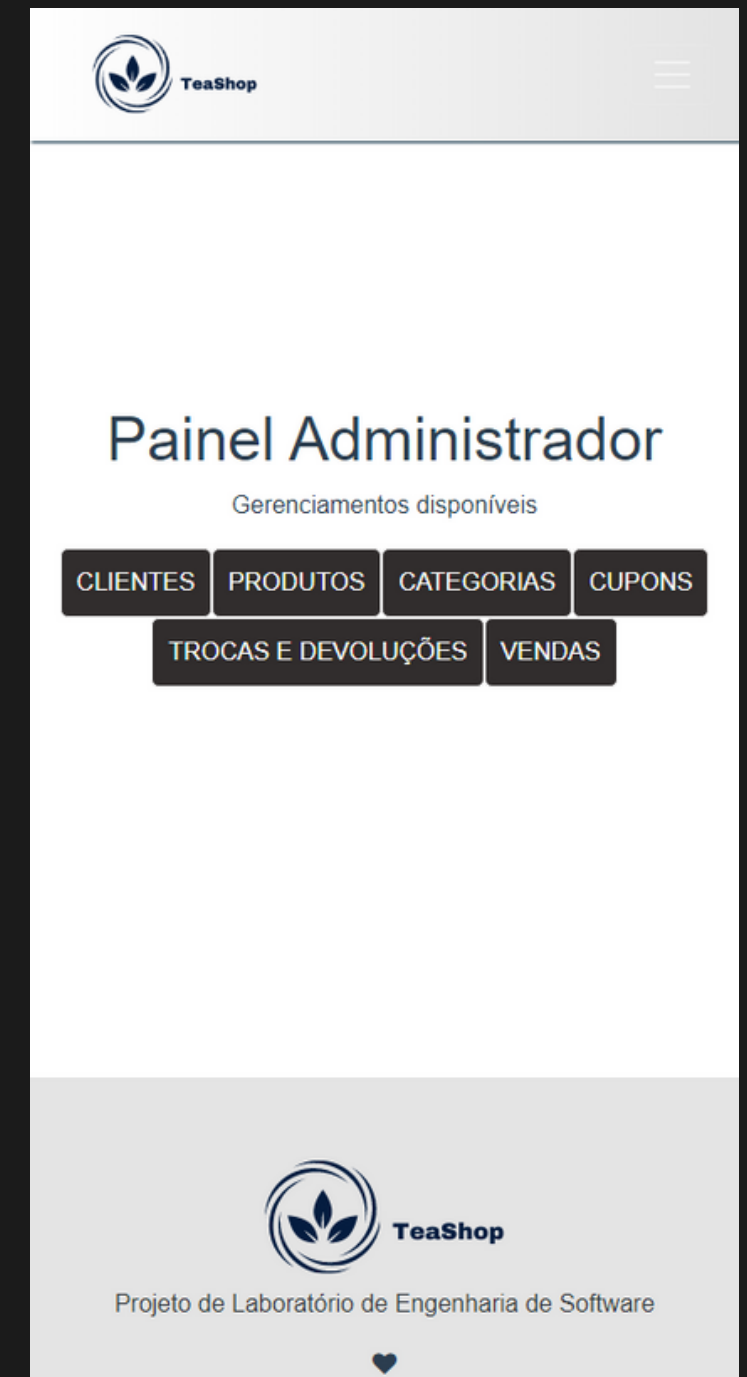 TeaShop
Painel Administrador
Gerenciamentos disponíveis
CLIENTES PRODUTOS CATEGORIAS CUPONS
TROCAS E DEVOLUÇÕES VENDAS
TeaShop
Projeto de Laboratório de Engenharia de Software